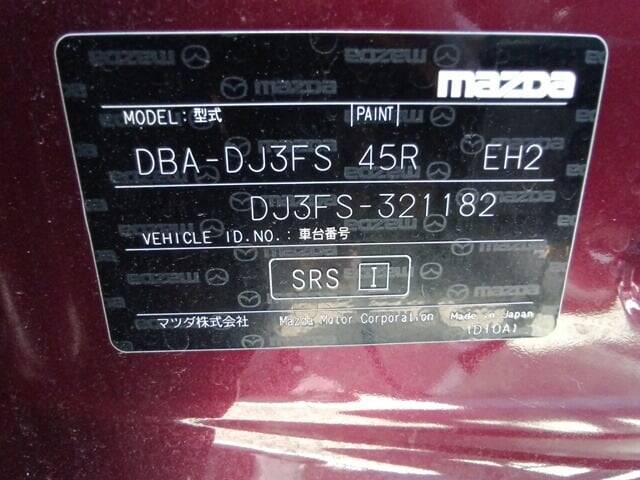 mazda
MODEL: 型式 PAINT
DBA-DJ3FS 45R EH2
DJ3FS-321182
VEHICLE ID.NO.: 車台番号
SRS I
マツダ株式会社 Mazda Motor Corporation Made in Japan